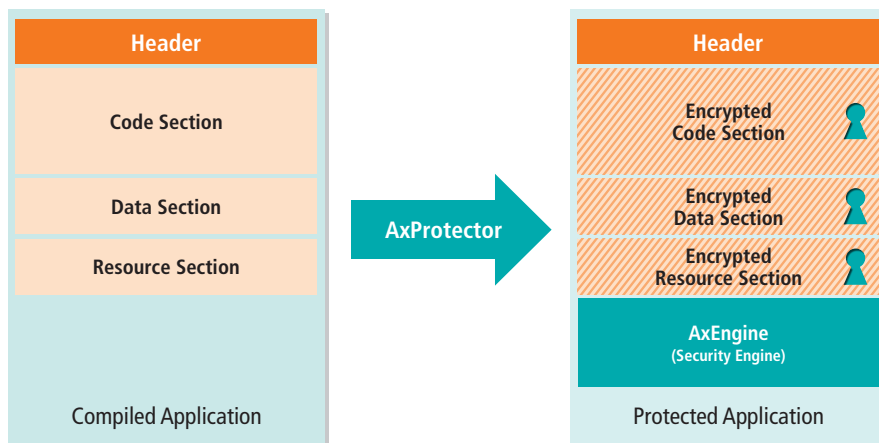 Header
Code Section
Data Section
Resource Section
Compiled Application
AxProtector
Header
Encrypted
Code Section
Encrypted
Data Section
Encrypted
Resource Section
AxEngine
(Security Engine)
Protected Application